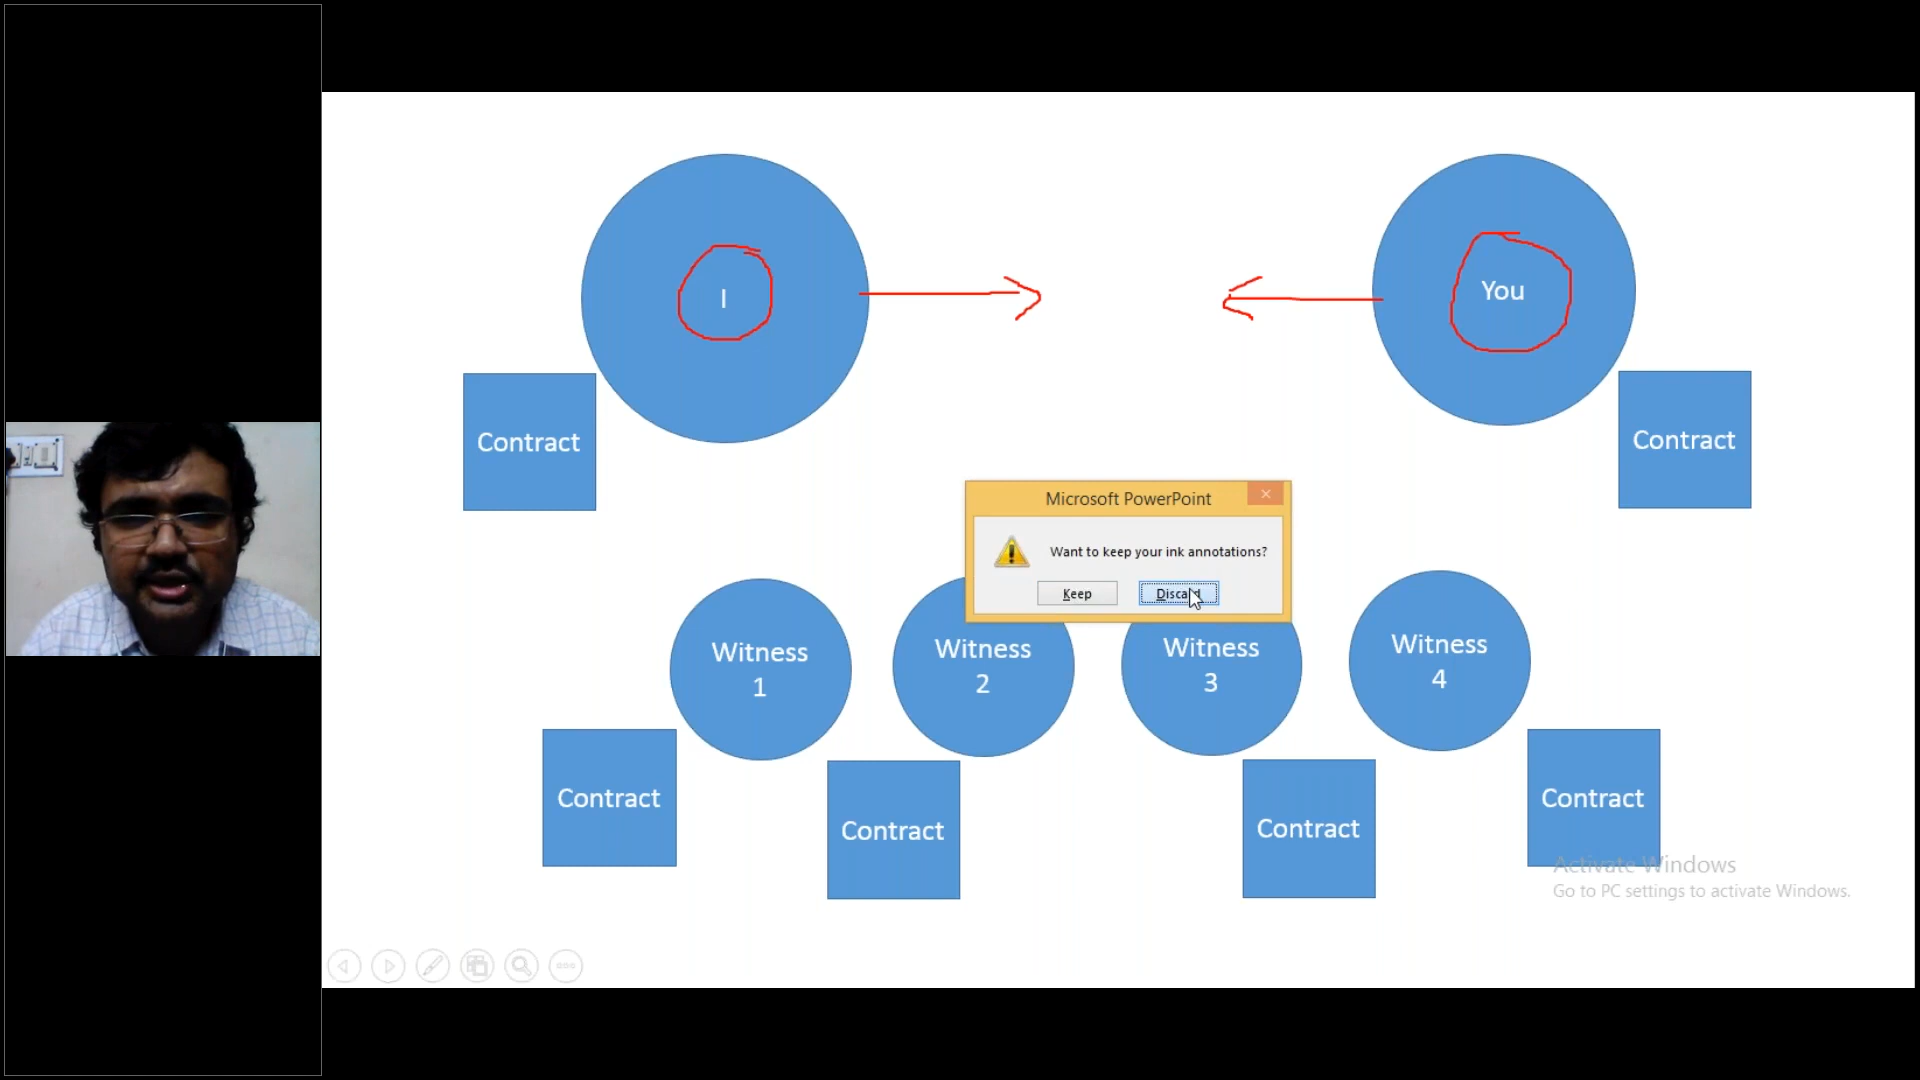 I
You
Contract
Contract
Microsoft PowerPoint
Want to keep your ink annotations?
Keep
Discard
Witness
1
Witness
2
Witness
3
Witness
4
Contract
Contract
Contract
Contract
Activate Windows
Go to PC settings to activate Windows.